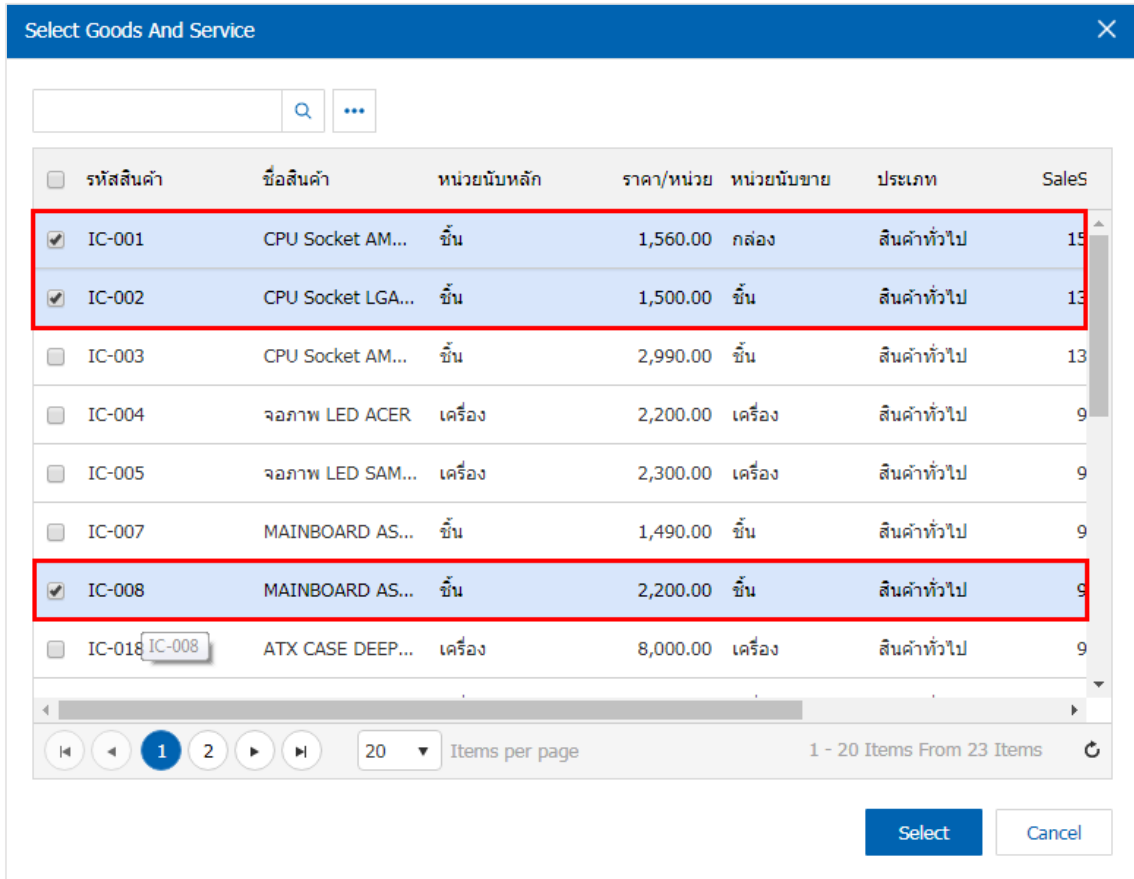 Select Goods And Service
รหัสสินค้า ชื่อสินค้า หน่วยนับหลัก ราคา/หน่วย หน่วยนับขาย ประเภท SaleS
IC-001 CPU Socket AM... ชิ้น 1,560.00 กล่อง สินค้าทั่วไป 15
IC-002 CPU Socket LGA... ชิ้น 1,500.00 ชิ้น สินค้าทั่วไป 13
IC-003 CPU Socket AM... ชิ้น 2,990.00 ชิ้น สินค้าทั่วไป 13
IC-004 จอภาพ LED ACER เครื่อง 2,200.00 เครื่อง สินค้าทั่วไป 9
IC-005 จอภาพ LED SAM... เครื่อง 2,300.00 เครื่อง สินค้าทั่วไป 9
IC-007 MAINBOARD AS... ชิ้น 1,490.00 ชิ้น สินค้าทั่วไป 9
IC-008 MAINBOARD AS... ชิ้น 2,200.00 ชิ้น สินค้าทั่วไป 9
IC-018 IC-008 ATX CASE DEEP... เครื่อง 8,000.00 เครื่อง สินค้าทั่วไป 9
1 2 20 Items per page 1 - 20 Items From 23 Items
Select Cancel